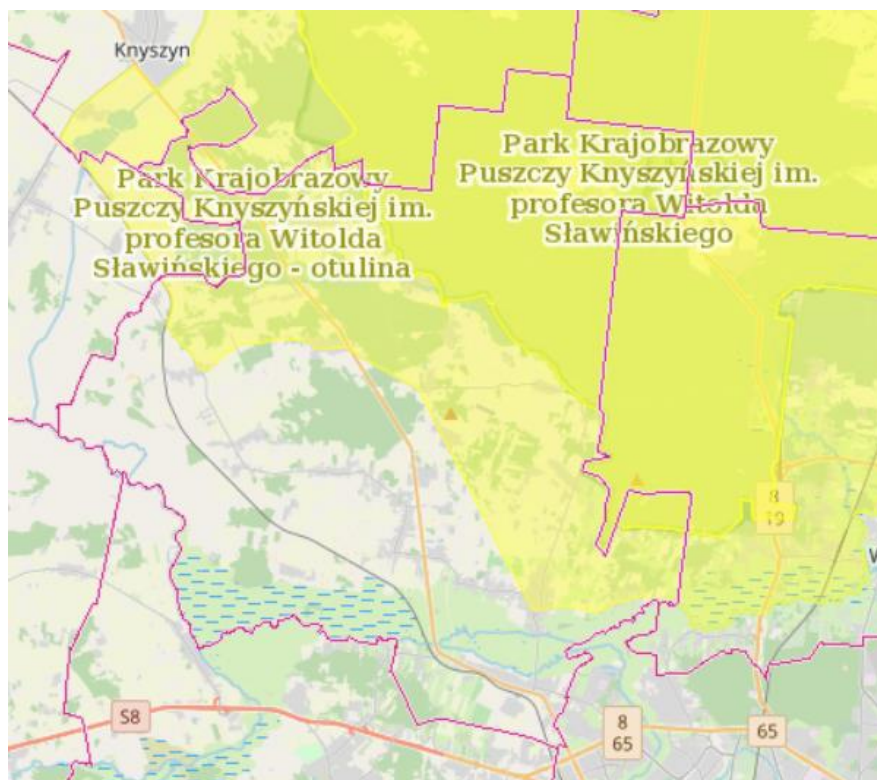 Knyszyn
Park Krajobrazowy
Puszczy Knyszyńskiej im.
profesora Witolda
Sławińskiego
Park Krajobrazowy
Puszczy Knyszyńskiej im.
profesora Witolda
Sławińskiego - otulina
8
19
W
S8
8
65
65